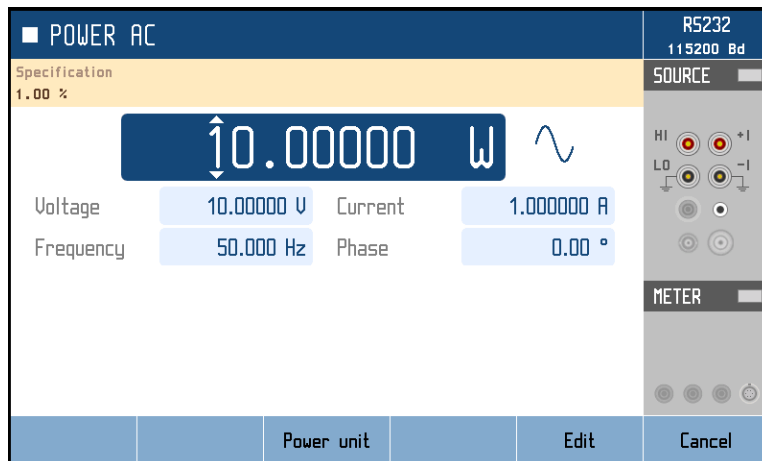 POWER AC
RS232
115200 Bd
Specification
1.00 %
SOURCE
10.00000 W
HI +I
LO -I
Voltage 10.00000 V Current 1.000000 A
Frequency 50.000 Hz Phase 0.00 °
METER
Power unit Edit Cancel